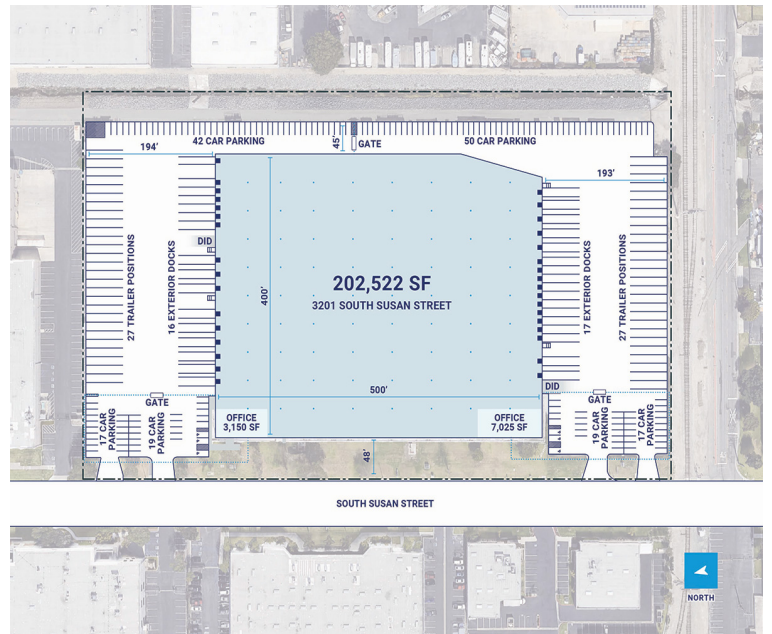 42 CAR PARKING
45'
GATE
50 CAR PARKING
194'
193'
27 TRAILER POSITIONS
16 EXTERIOR DOCKS
DID
400'
202,522 SF
3201 SOUTH SUSAN STREET
17 EXTERIOR DOCKS
27 TRAILER POSITIONS
500'
DID
GATE
GATE
17 CAR
PARKING
19 CAR
PARKING
OFFICE
3,150 SF
OFFICE
7,025 SF
19 CAR
PARKING
17 CAR
PARKING
48'
SOUTH SUSAN STREET
NORTH